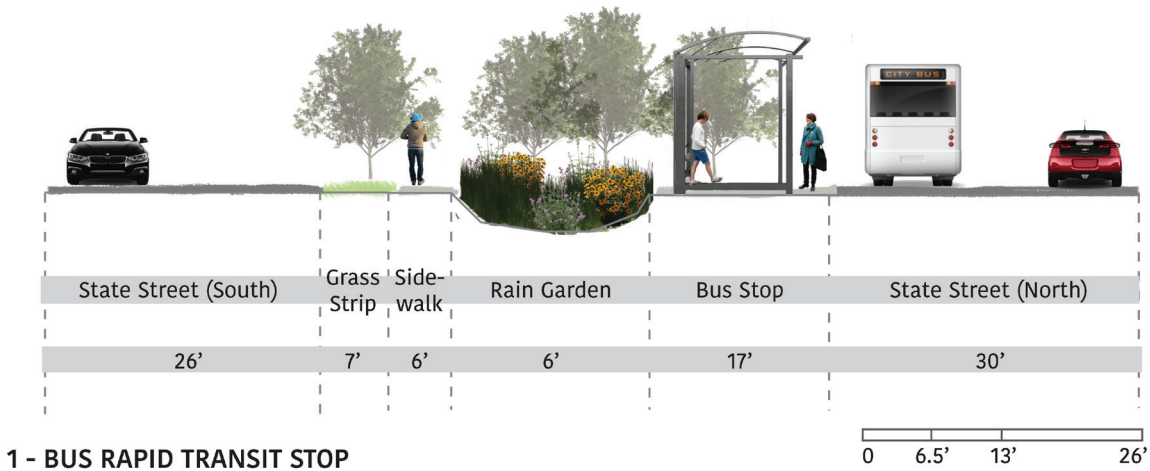 CITY BUS
State Street (South)
Grass
Strip
Side-
walk
Rain Garden
Bus Stop
State Street (North)
26’
7’
6’
6’
17’
30’
1 - BUS RAPID TRANSIT STOP
0
6.5’
13’
26’